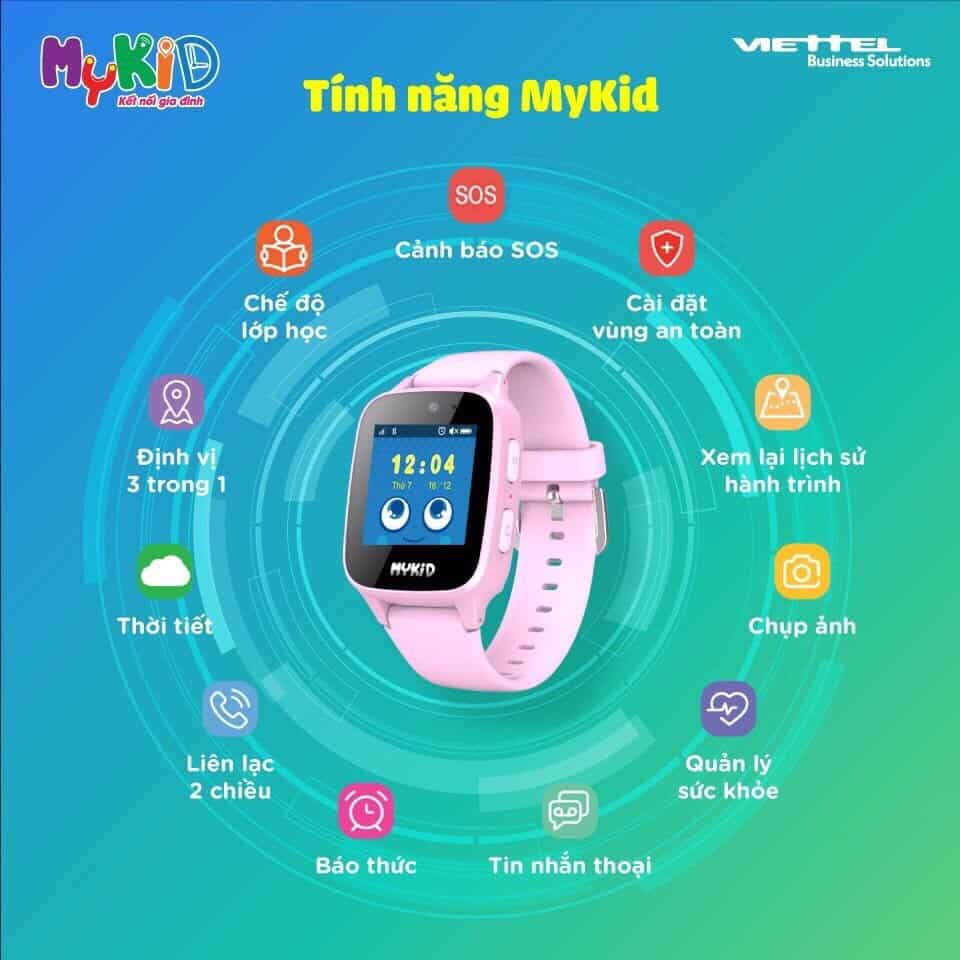 MyKiD
Kết nối gia đình
VIETTEL
Business Solutions
Tính năng MyKid
SOS
Cảnh báo SOS
Chế độ
lớp học
Cài đặt
vùng an toàn
Định vị
3 trong 1
Xem lại lịch sử
hành trình
12:04
Thứ 7 16 12
MYKiD
Thời tiết
Chụp ảnh
Liên lạc
2 chiều
Quản lý
sức khỏe
Báo thức
Tin nhắn thoại